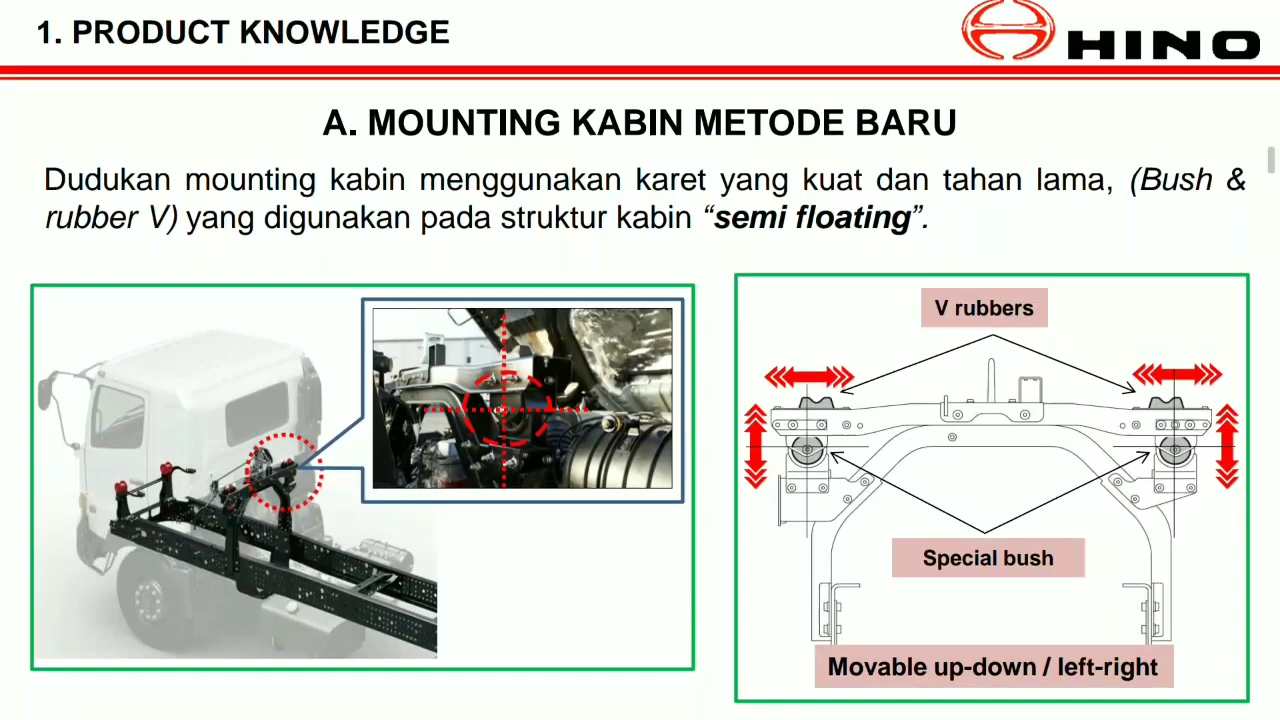 1. PRODUCT KNOWLEDGE
HINO
A. MOUNTING KABIN METODE BARU
Dudukan mounting kabin menggunakan karet yang kuat dan tahan lama, (Bush &
rubber V) yang digunakan pada struktur kabin “semi floating”.
V rubbers
Special bush
Movable up-down / left-right